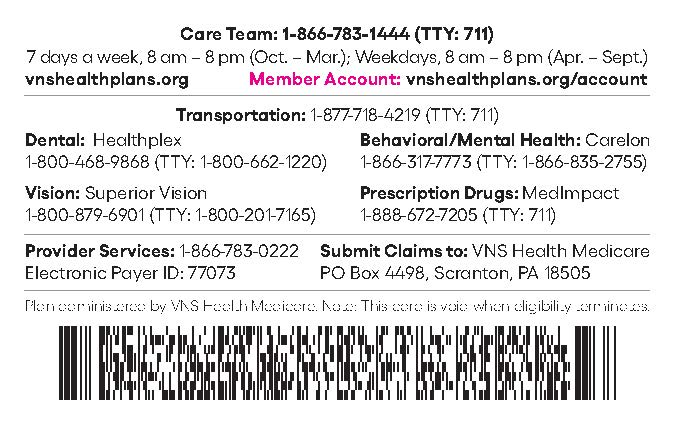 Care Team: 1-866-783-1444 (TTY: 711)
7 days a week, 8 am – 8 pm (Oct. – Mar.); Weekdays, 8 am – 8 pm (Apr. – Sept.)
vnshealthplans.org Member Account: vnshealthplans.org/account
Transportation: 1-877-718-4219 (TTY: 711)
Dental: Healthplex
1-800-468-9868 (TTY: 1-800-662-1220)
Behavioral/Mental Health: Carelon
1-866-317-7773 (TTY: 1-866-835-2755)
Vision: Superior Vision
1-800-879-6901 (TTY: 1-800-201-7165)
Prescription Drugs: MedImpact
1-888-672-7205 (TTY: 711)
Provider Services: 1-866-783-0222
Electronic Payer ID: 77073
Submit Claims to: VNS Health Medicare
PO Box 4498, Scranton, PA 18505
Plan administered by VNS Health Medicare. Note: This card is void when eligibility terminates.